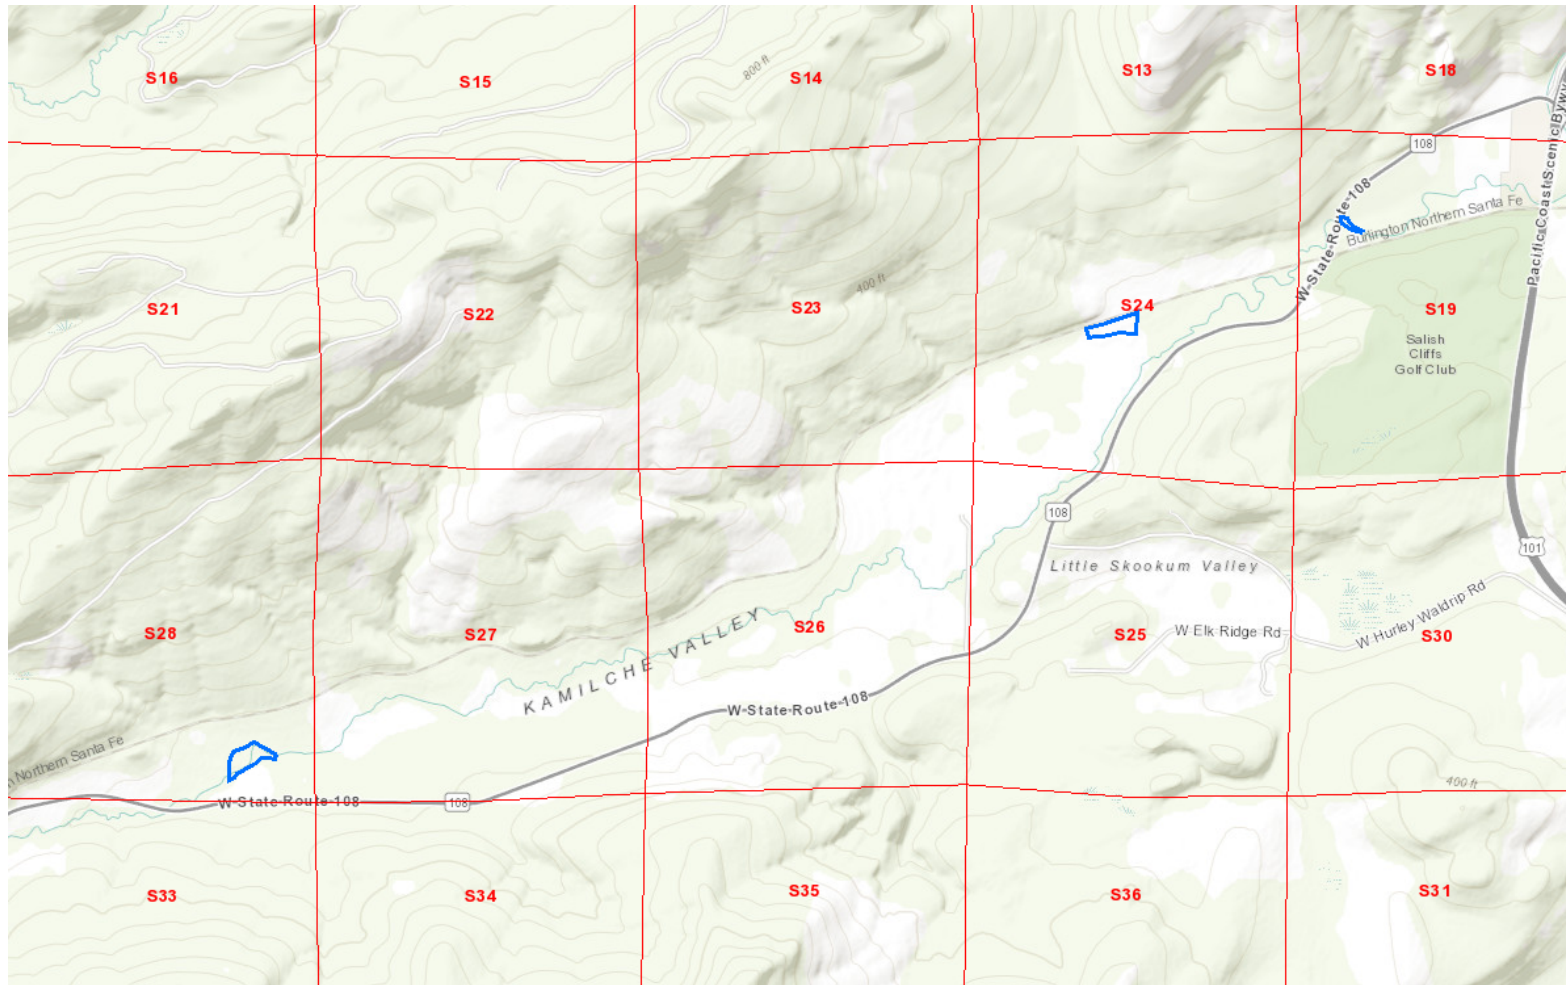 S16
S15
800 ft
S14
S13
S18
108
W-State-Route-108
Burlington Northern Santa Fe
Pacific Coast Scenic Byw
S21
S22
400 ft
S23
S24
S19
Salish
Cliffs
Golf Club
108
101
Little Skookum Valley
S28
S27
KAMILCHE VALLEY
S26
S25
W Elk Ridge Rd
W Hurley Waldrip Rd
S30
W-State-Route-108
n Northern Santa Fe
W-State-Route-108
108
400 ft
S33
S34
S35
S36
S31